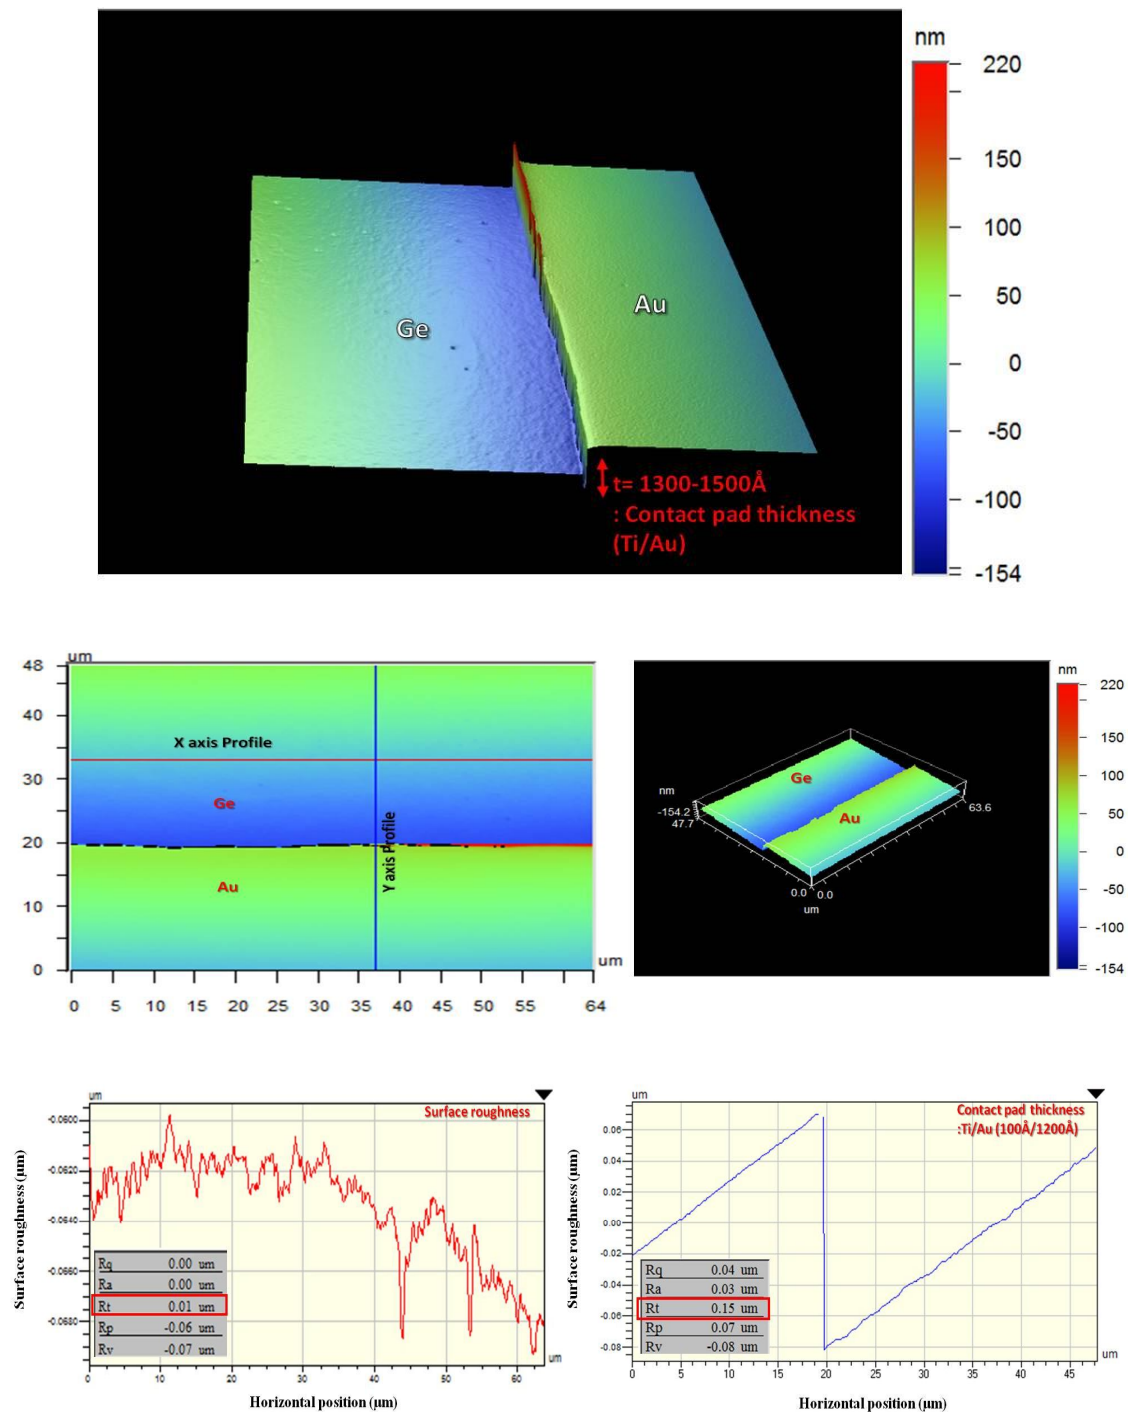 nm
220
150
100
50
0
-50
-100
-154
Ge
Au
t= 1300-1500Å
: Contact pad thickness
(Ti/Au)
um
48
40
30
20
10
0
X axis Profile
Ge
Au
Y axis Profile
um
0 5 10 15 20 25 30 35 40 45 50 55 64
nm
220
150
100
50
0
-50
-100
-154
Ge
Au
nm
-154.2
47.7
63.6
0.0 0.0
um
um
Surface roughness
-0.0600
-0.0620
-0.0640
-0.0660
-0.0680
Surface roughness (µm)
Rq 0.00 um
Ra 0.00 um
Rt 0.01 um
Rp -0.06 um
Rv -0.07 um
um
0 10 20 30 40 50 60
Horizontal position (µm)
um
Contact pad thickness
:Ti/Au (100Å/1200Å)
0.06
0.04
0.02
0.00
-0.02
-0.04
-0.06
-0.08
Surface roughness (µm)
Rq 0.04 um
Ra 0.03 um
Rt 0.15 um
Rp 0.07 um
Rv -0.08 um
um
0 5 10 15 20 25 30 35 40 45
Horizontal position (µm)